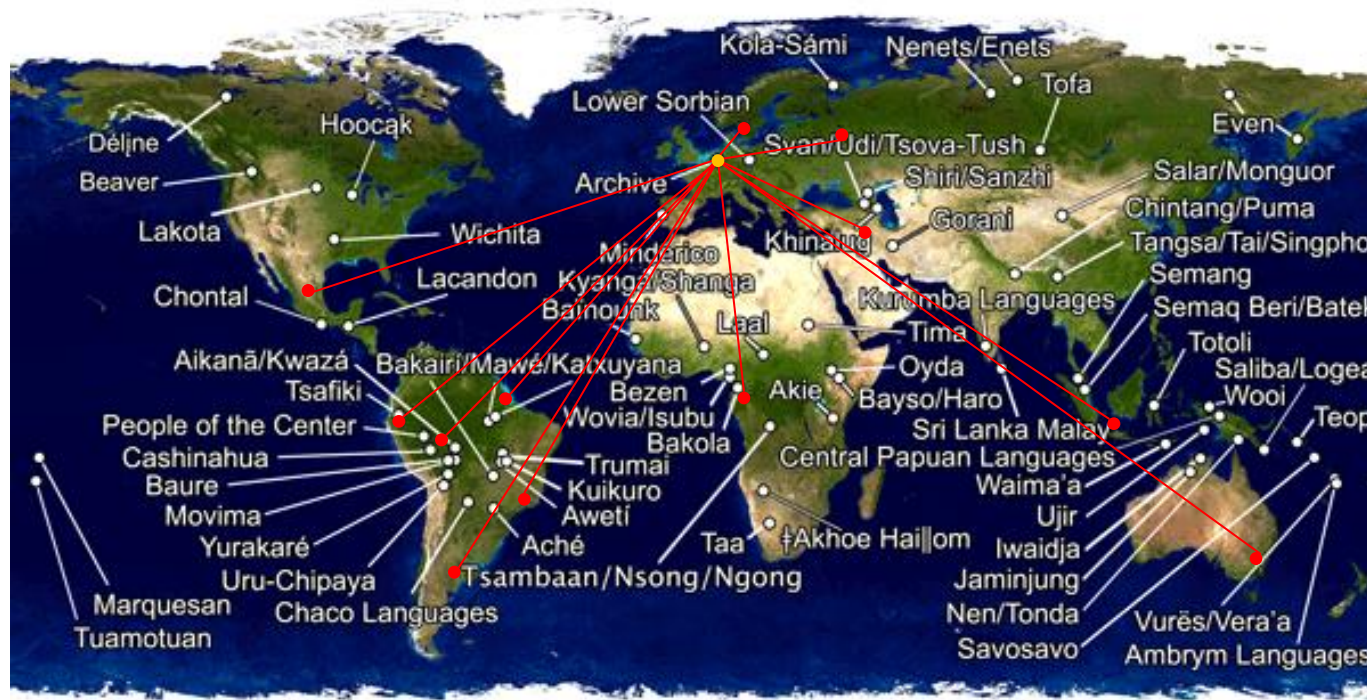 Kola-Sámi
Nenets/Enets
Tofa
Lower Sorbian
Hoocąk
Even
Délįne
Svan/Udi/Tsova-Tush
Beaver
Archive
Shiri/Sanzhi
Salar/Monguor
Chintang/Puma
Lakota
Wichita
Gorani
Khinalug
Minderico
Tangsa/Tai/Singpho
Lacandon
Kyanga/Shanga
Semang
Chontal
Kurumba Languages
Bainounk
Semaq Beri/Batek
Laal
Tima
Totoli
Aikanã/Kwazá
Bakairí/Mawé/Katxuyana
Oyda
Saliba/Logea
Tsafiki
Bezen
Akie
Bayso/Haro
Wooi
Wovia/Isubu
Teop
People of the Center
Bakola
Sri Lanka Malay
Cashinahua
Trumai
Central Papuan Languages
Baure
Kuikuro
Waima'a
Movima
Awetí
Ujir
Yurakaré
Aché
Taa
ǂAkhoe Haiǁom
Iwaidja
Uru-Chipaya
Tsambaan/Nsong/Ngong
Jaminjung
Marquesan
Chaco Languages
Nen/Tonda
Vurës/Vera'a
Tuamotuan
Savosavo
Ambrym Languages